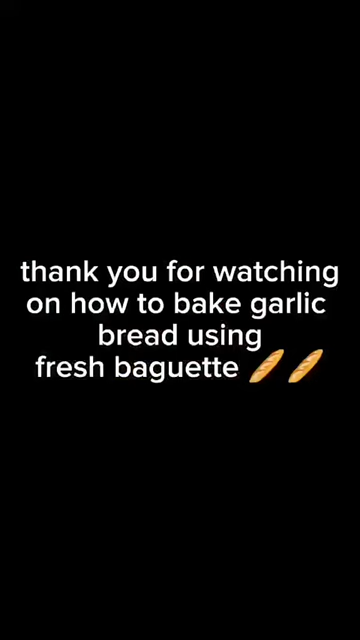 thank you for watching
on how to bake garlic
bread using
fresh baguette 🥖🥖